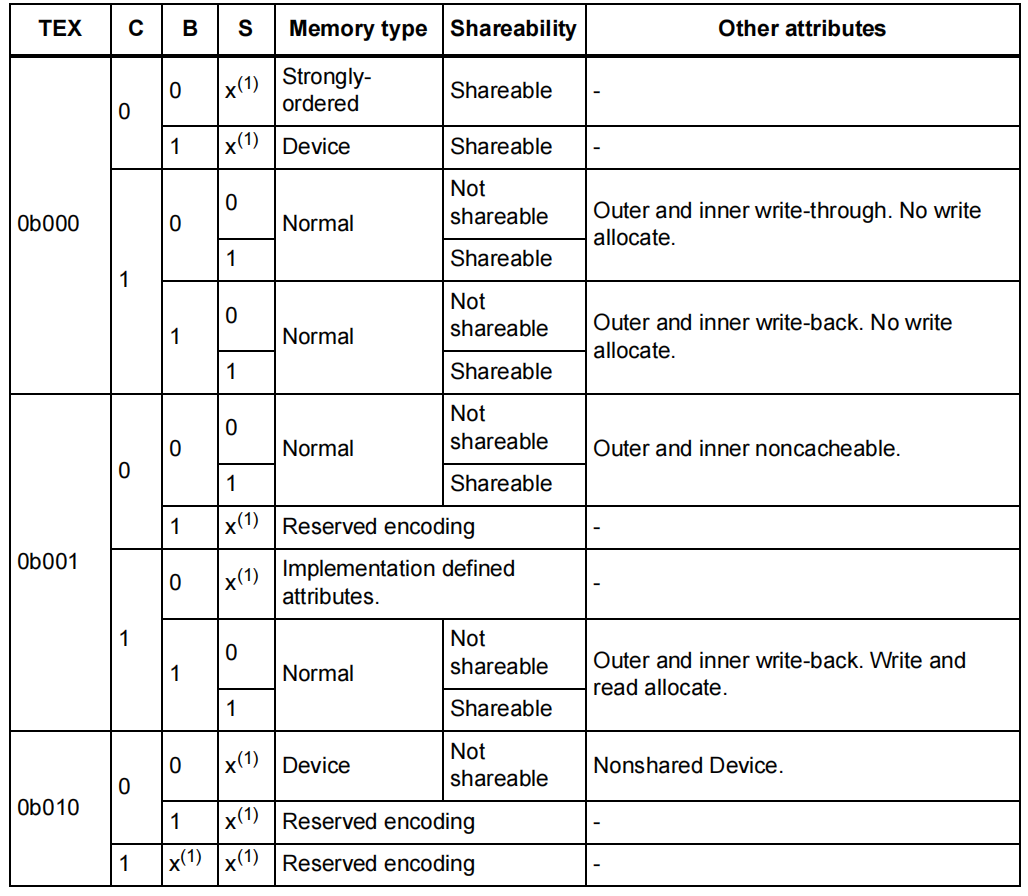 TEX C B S Memory type Shareability Other attributes
0b000 0 0 x(1) Strongly-
ordered Shareable -
1 x(1) Device Shareable -
1 0 0 Normal Not
shareable Outer and inner write-through. No write
allocate.
1 Shareable
1 0 Normal Not
shareable Outer and inner write-back. No write
allocate.
1 Shareable
0b001 0 0 0 Normal Not
shareable Outer and inner noncacheable.
1 Shareable
1 x(1) Reserved encoding -
1 0 x(1) Implementation defined
attributes. -
1 0 Normal Not
shareable Outer and inner write-back. Write and
read allocate.
1 Shareable
0b010 0 0 x(1) Device Not
shareable Nonshared Device.
1 x(1) Reserved encoding -
1 x(1) x(1) Reserved encoding -